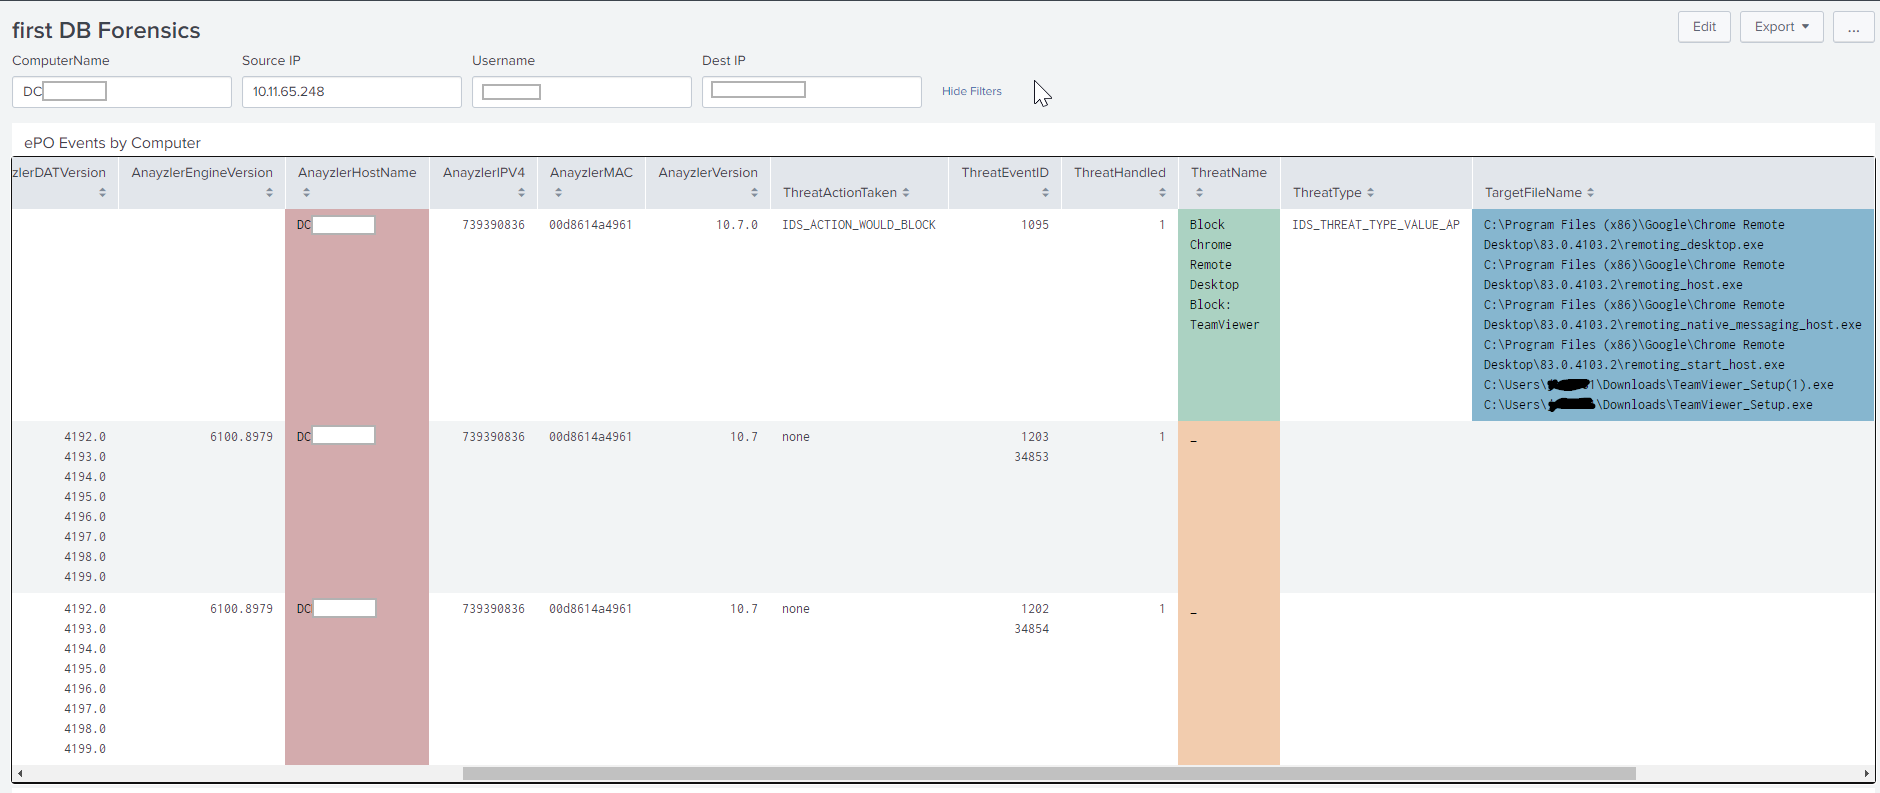 first DB Forensics
Edit
Export
...
ComputerName
Source IP
Username
Dest IP
DC
10.11.65.248
Hide Filters
ePO Events by Computer
zlerDATVersion
AnayzlerEngineVersion
AnayzlerHostName
AnayzlerIPV4
AnayzlerMAC
AnayzlerVersion
ThreatActionTaken
ThreatEventID
ThreatHandled
ThreatName
ThreatType
TargetFileName
DC
739390836
00d8614a4961
10.7.0
IDS_ACTION_WOULD_BLOCK
1095
1
Block
Chrome
Remote
Desktop
Block:
TeamViewer
IDS_THREAT_TYPE_VALUE_AP
C:\Program Files (x86)\Google\Chrome Remote
Desktop\83.0.4103.2\remoting_desktop.exe
C:\Program Files (x86)\Google\Chrome Remote
Desktop\83.0.4103.2\remoting_host.exe
C:\Program Files (x86)\Google\Chrome Remote
Desktop\83.0.4103.2\remoting_native_messaging_host.exe
C:\Program Files (x86)\Google\Chrome Remote
Desktop\83.0.4103.2\remoting_start_host.exe
C:\Users\ 1\Downloads\TeamViewer_Setup(1).exe
C:\Users\ \Downloads\TeamViewer_Setup.exe
4192.0
4193.0
4194.0
4195.0
4196.0
4197.0
4198.0
4199.0
6100.8979
DC
739390836
00d8614a4961
10.7
none
1203
34853
1
_
4192.0
4193.0
4194.0
4195.0
4196.0
4197.0
4198.0
4199.0
6100.8979
DC
739390836
00d8614a4961
10.7
none
1202
34854
1
_